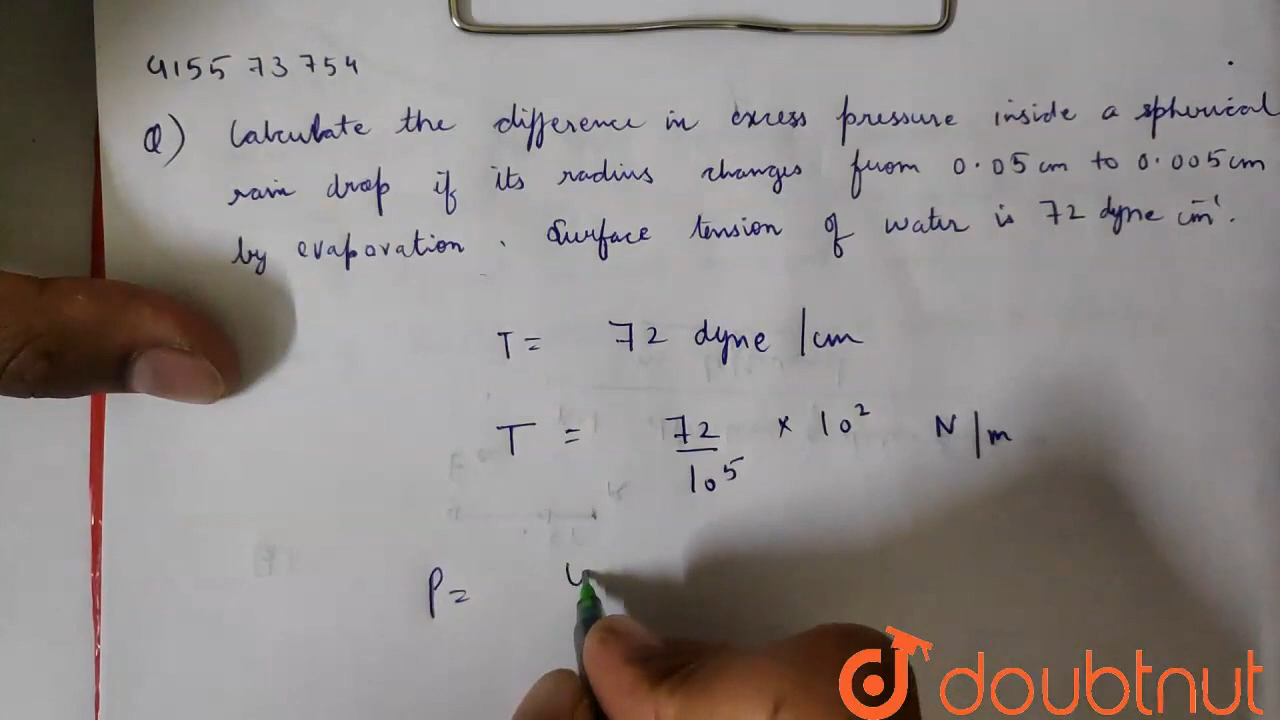 4155 73 754
Q) Calculate the difference in excess pressure inside a spherical
rain drop if its radius changes from 0.05 cm to 0.005 cm
by evaporation. Surface tension of water is 72 dyne cm⁻¹.
T = 72 dyne / cm
T = 72/10⁵ × 10² N/m
P =
doubtnut